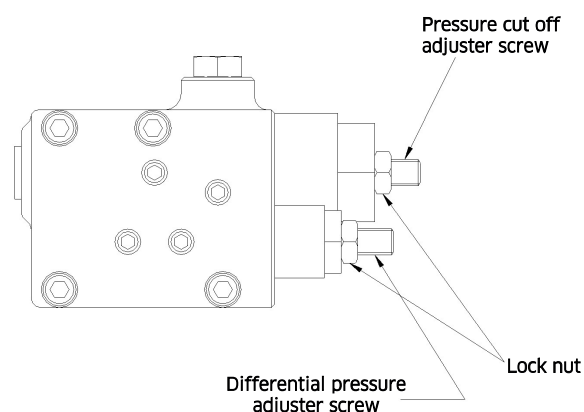 Pressure cut off
adjuster screw
Lock nut
Differential pressure
adjuster screw